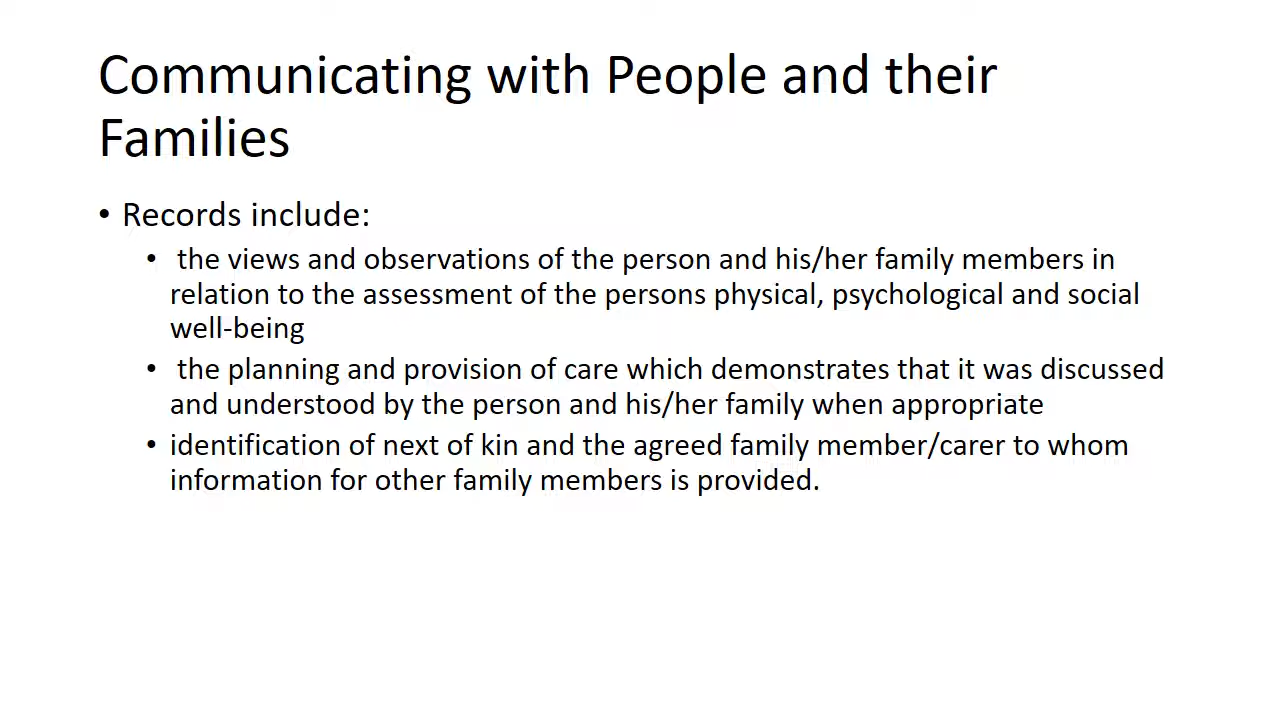 Communicating with People and their
Families
• Records include:
• the views and observations of the person and his/her family members in
relation to the assessment of the persons physical, psychological and social
well-being
• the planning and provision of care which demonstrates that it was discussed
and understood by the person and his/her family when appropriate
• identification of next of kin and the agreed family member/carer to whom
information for other family members is provided.